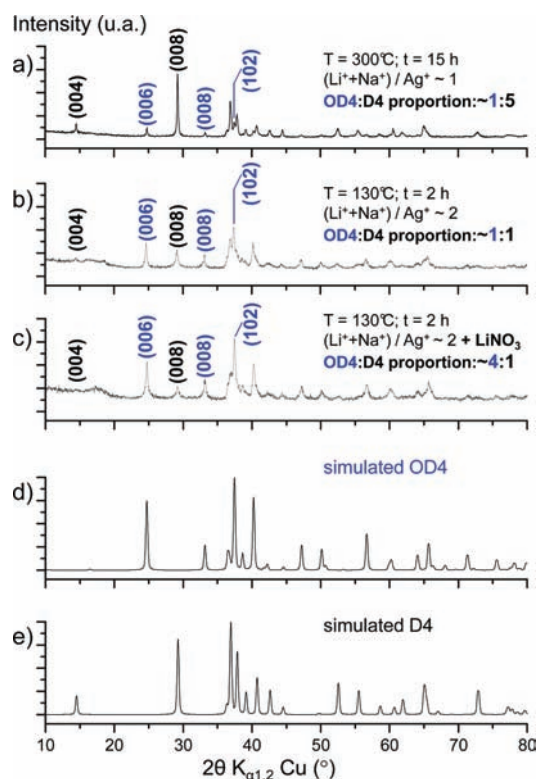 Intensity (u.a.)
a)
(004)
(006)
(008)
(008)
(102)
T = 300°C; t = 15 h
(Li⁺+Na⁺) / Ag⁺ ~ 1
OD4:D4 proportion:~1:5
b)
(004)
(006)
(008)
(008)
(102)
T = 130°C; t = 2 h
(Li⁺+Na⁺) / Ag⁺ ~ 2
OD4:D4 proportion:~1:1
c)
(004)
(006)
(008)
(008)
(102)
T = 130°C; t = 2 h
(Li⁺+Na⁺) / Ag⁺ ~ 2 + LiNO₃
OD4:D4 proportion:~4:1
d)
simulated OD4
e)
simulated D4
10 20 30 40 50 60 70 80
2θ Kα1,2 Cu (°)